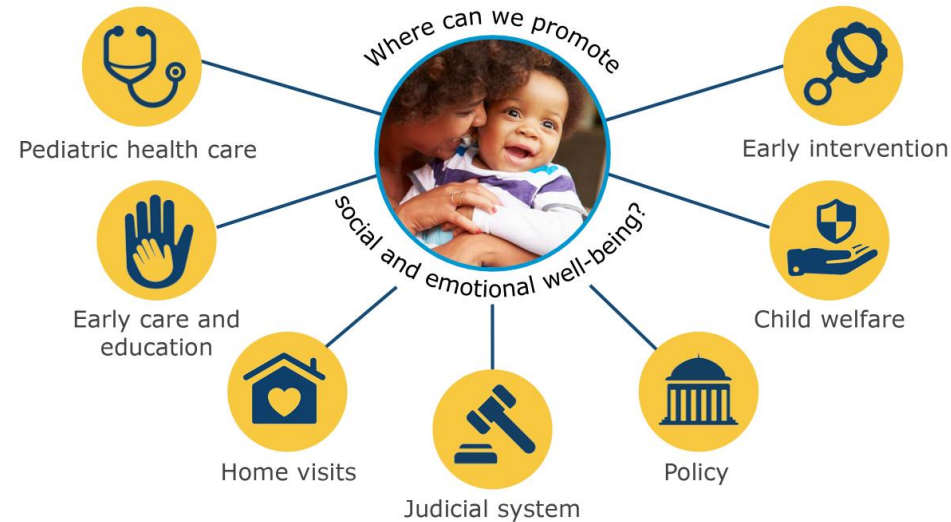 Where can we promote
social and emotional well-being?
Pediatric health care
Early intervention
Early care and
education
Child welfare
Home visits
Judicial system
Policy